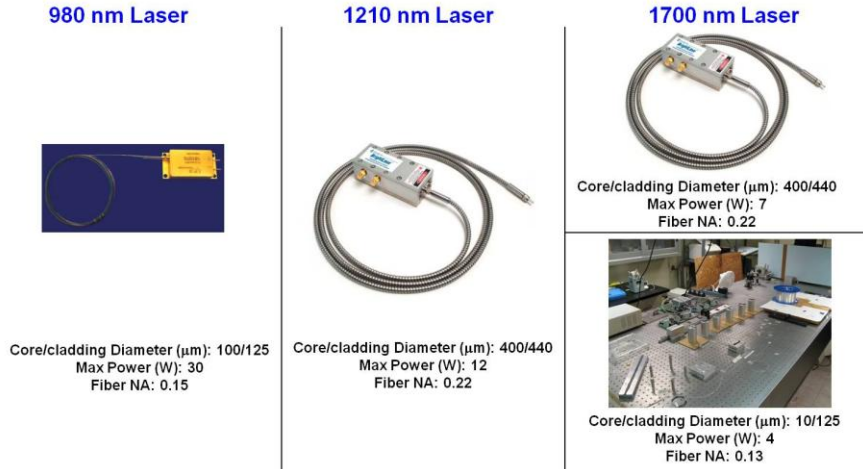 980 nm Laser
Core/cladding Diameter (μm): 100/125
Max Power (W): 30
Fiber NA: 0.15
1210 nm Laser
Core/cladding Diameter (μm): 400/440
Max Power (W): 12
Fiber NA: 0.22
1700 nm Laser
Core/cladding Diameter (μm): 400/440
Max Power (W): 7
Fiber NA: 0.22
Core/cladding Diameter (μm): 10/125
Max Power (W): 4
Fiber NA: 0.13